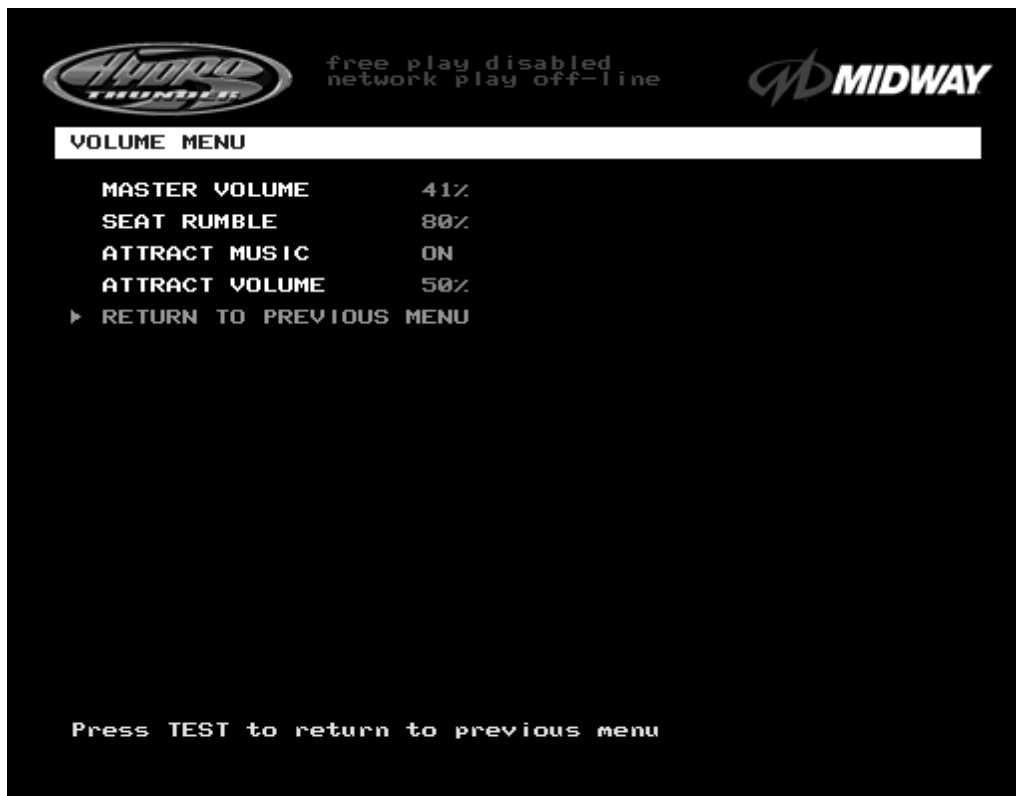 HYDRO
THUNDER
free play disabled
network play off-line
MIDWAY
VOLUME MENU
MASTER VOLUME 41%
SEAT RUMBLE 80%
ATTRACT MUSIC ON
ATTRACT VOLUME 50%
RETURN TO PREVIOUS MENU
Press TEST to return to previous menu